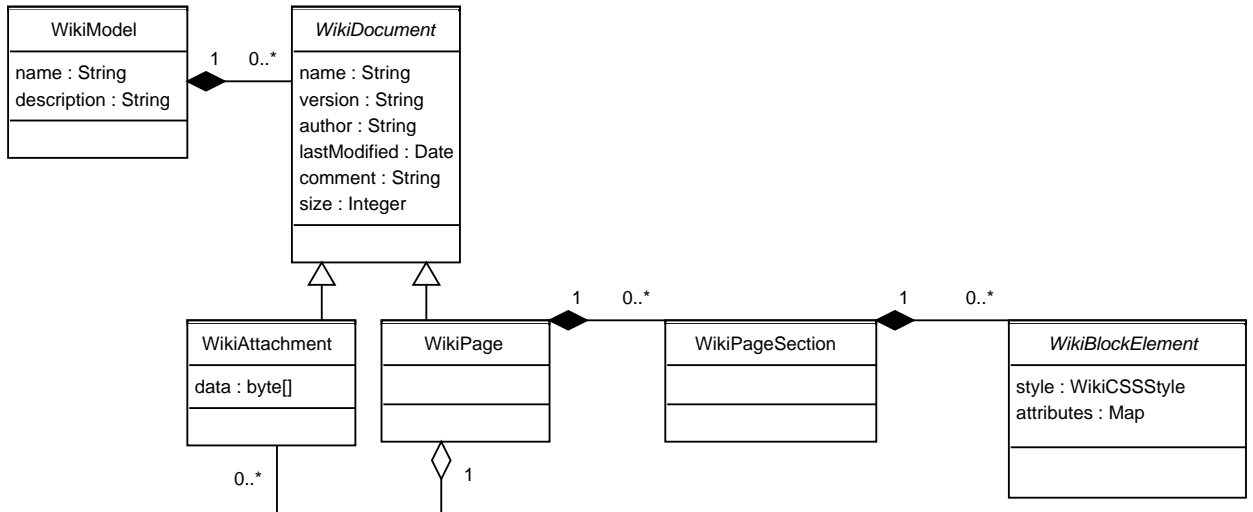 WikiModel
name : String
description : String
1
0..*
WikiDocument
name : String
version : String
author : String
lastModified : Date
comment : String
size : Integer
WikiAttachment
data : byte[]
0..*
WikiPage
1
1
0..*
WikiPageSection
1
0..*
WikiBlockElement
style : WikiCSSStyle
attributes : Map